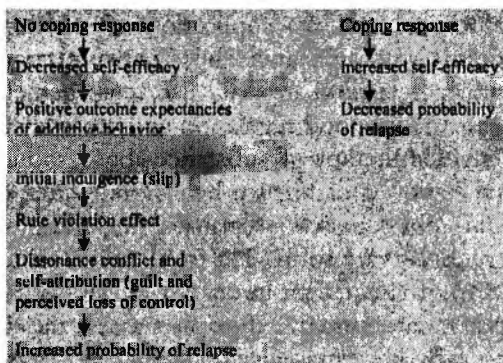 No coping response
Decreased self-efficacy
Positive outcome expectancies
of addictive behavior
Initial indulgence (slip)
Rule violation effect
Dissonance conflict and
self-attribution (guilt and
perceived loss of control)
Increased probability of relapse
Coping response
Increased self-efficacy
Decreased probability
of relapse